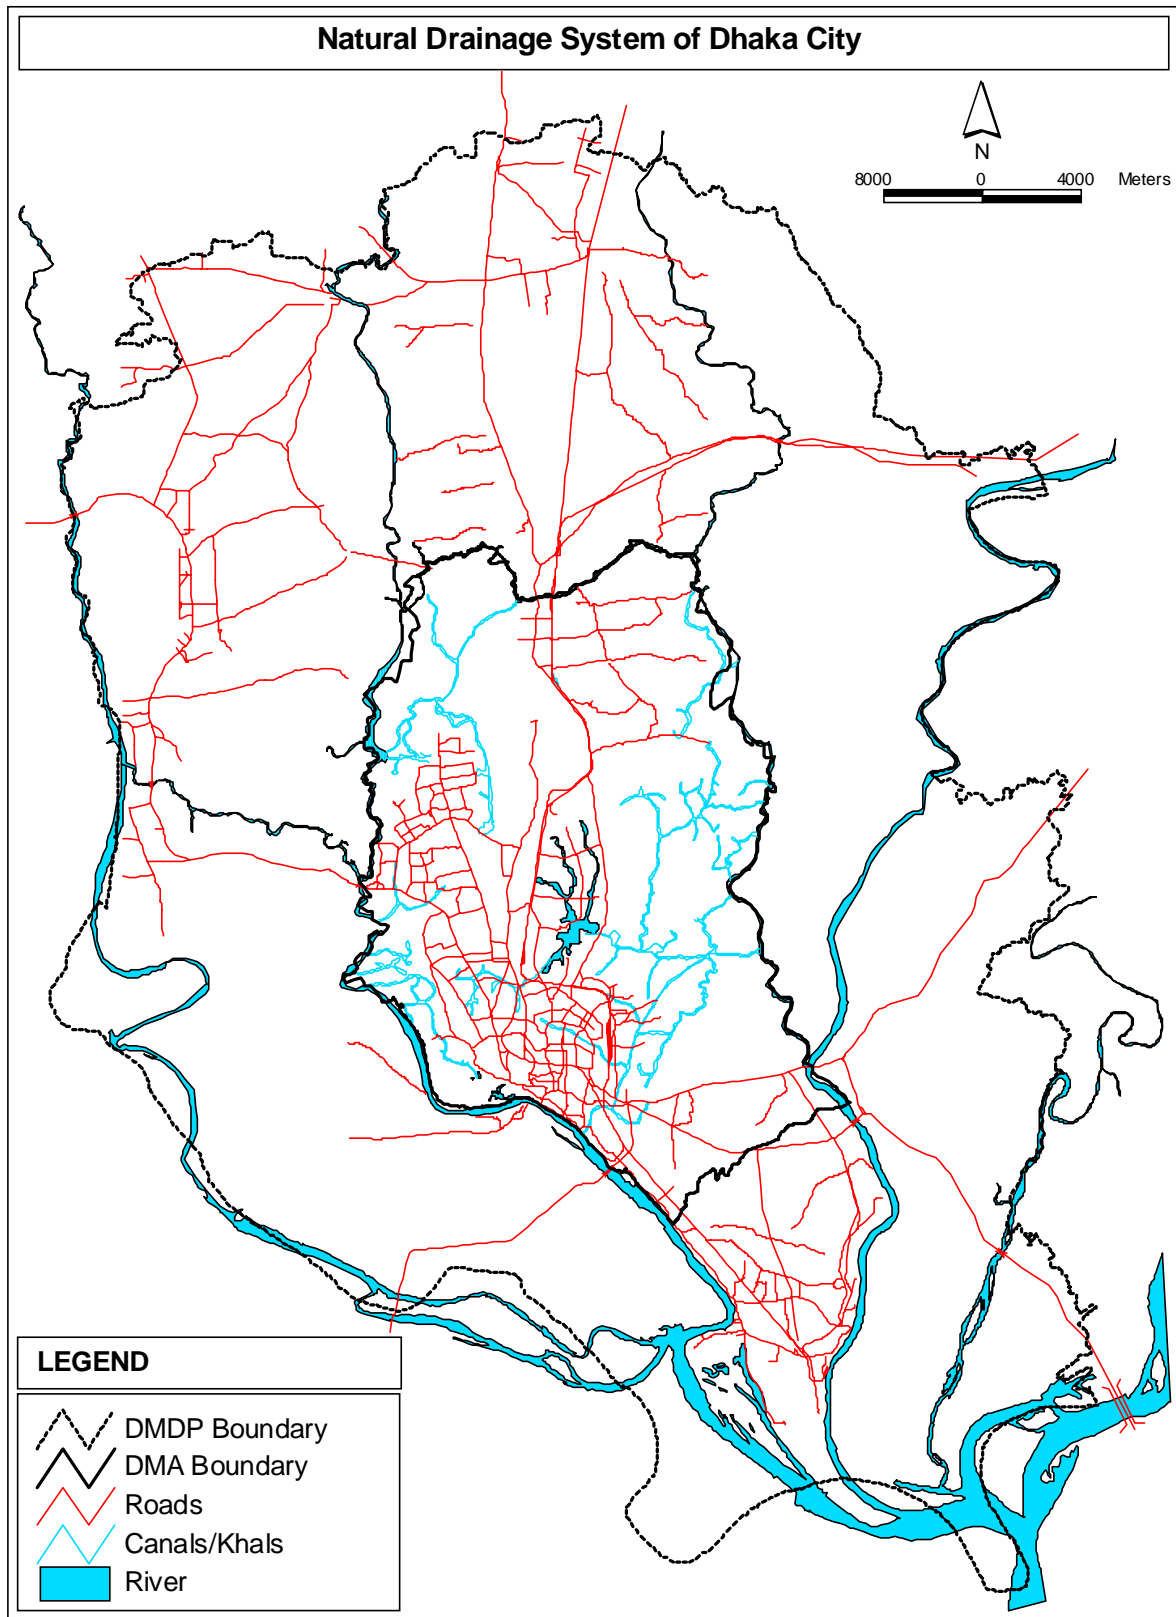 Natural Drainage System of Dhaka City
N
8000 0 4000 Meters
LEGEND
DMDP Boundary
DMA Boundary
Roads
Canals/Khals
River